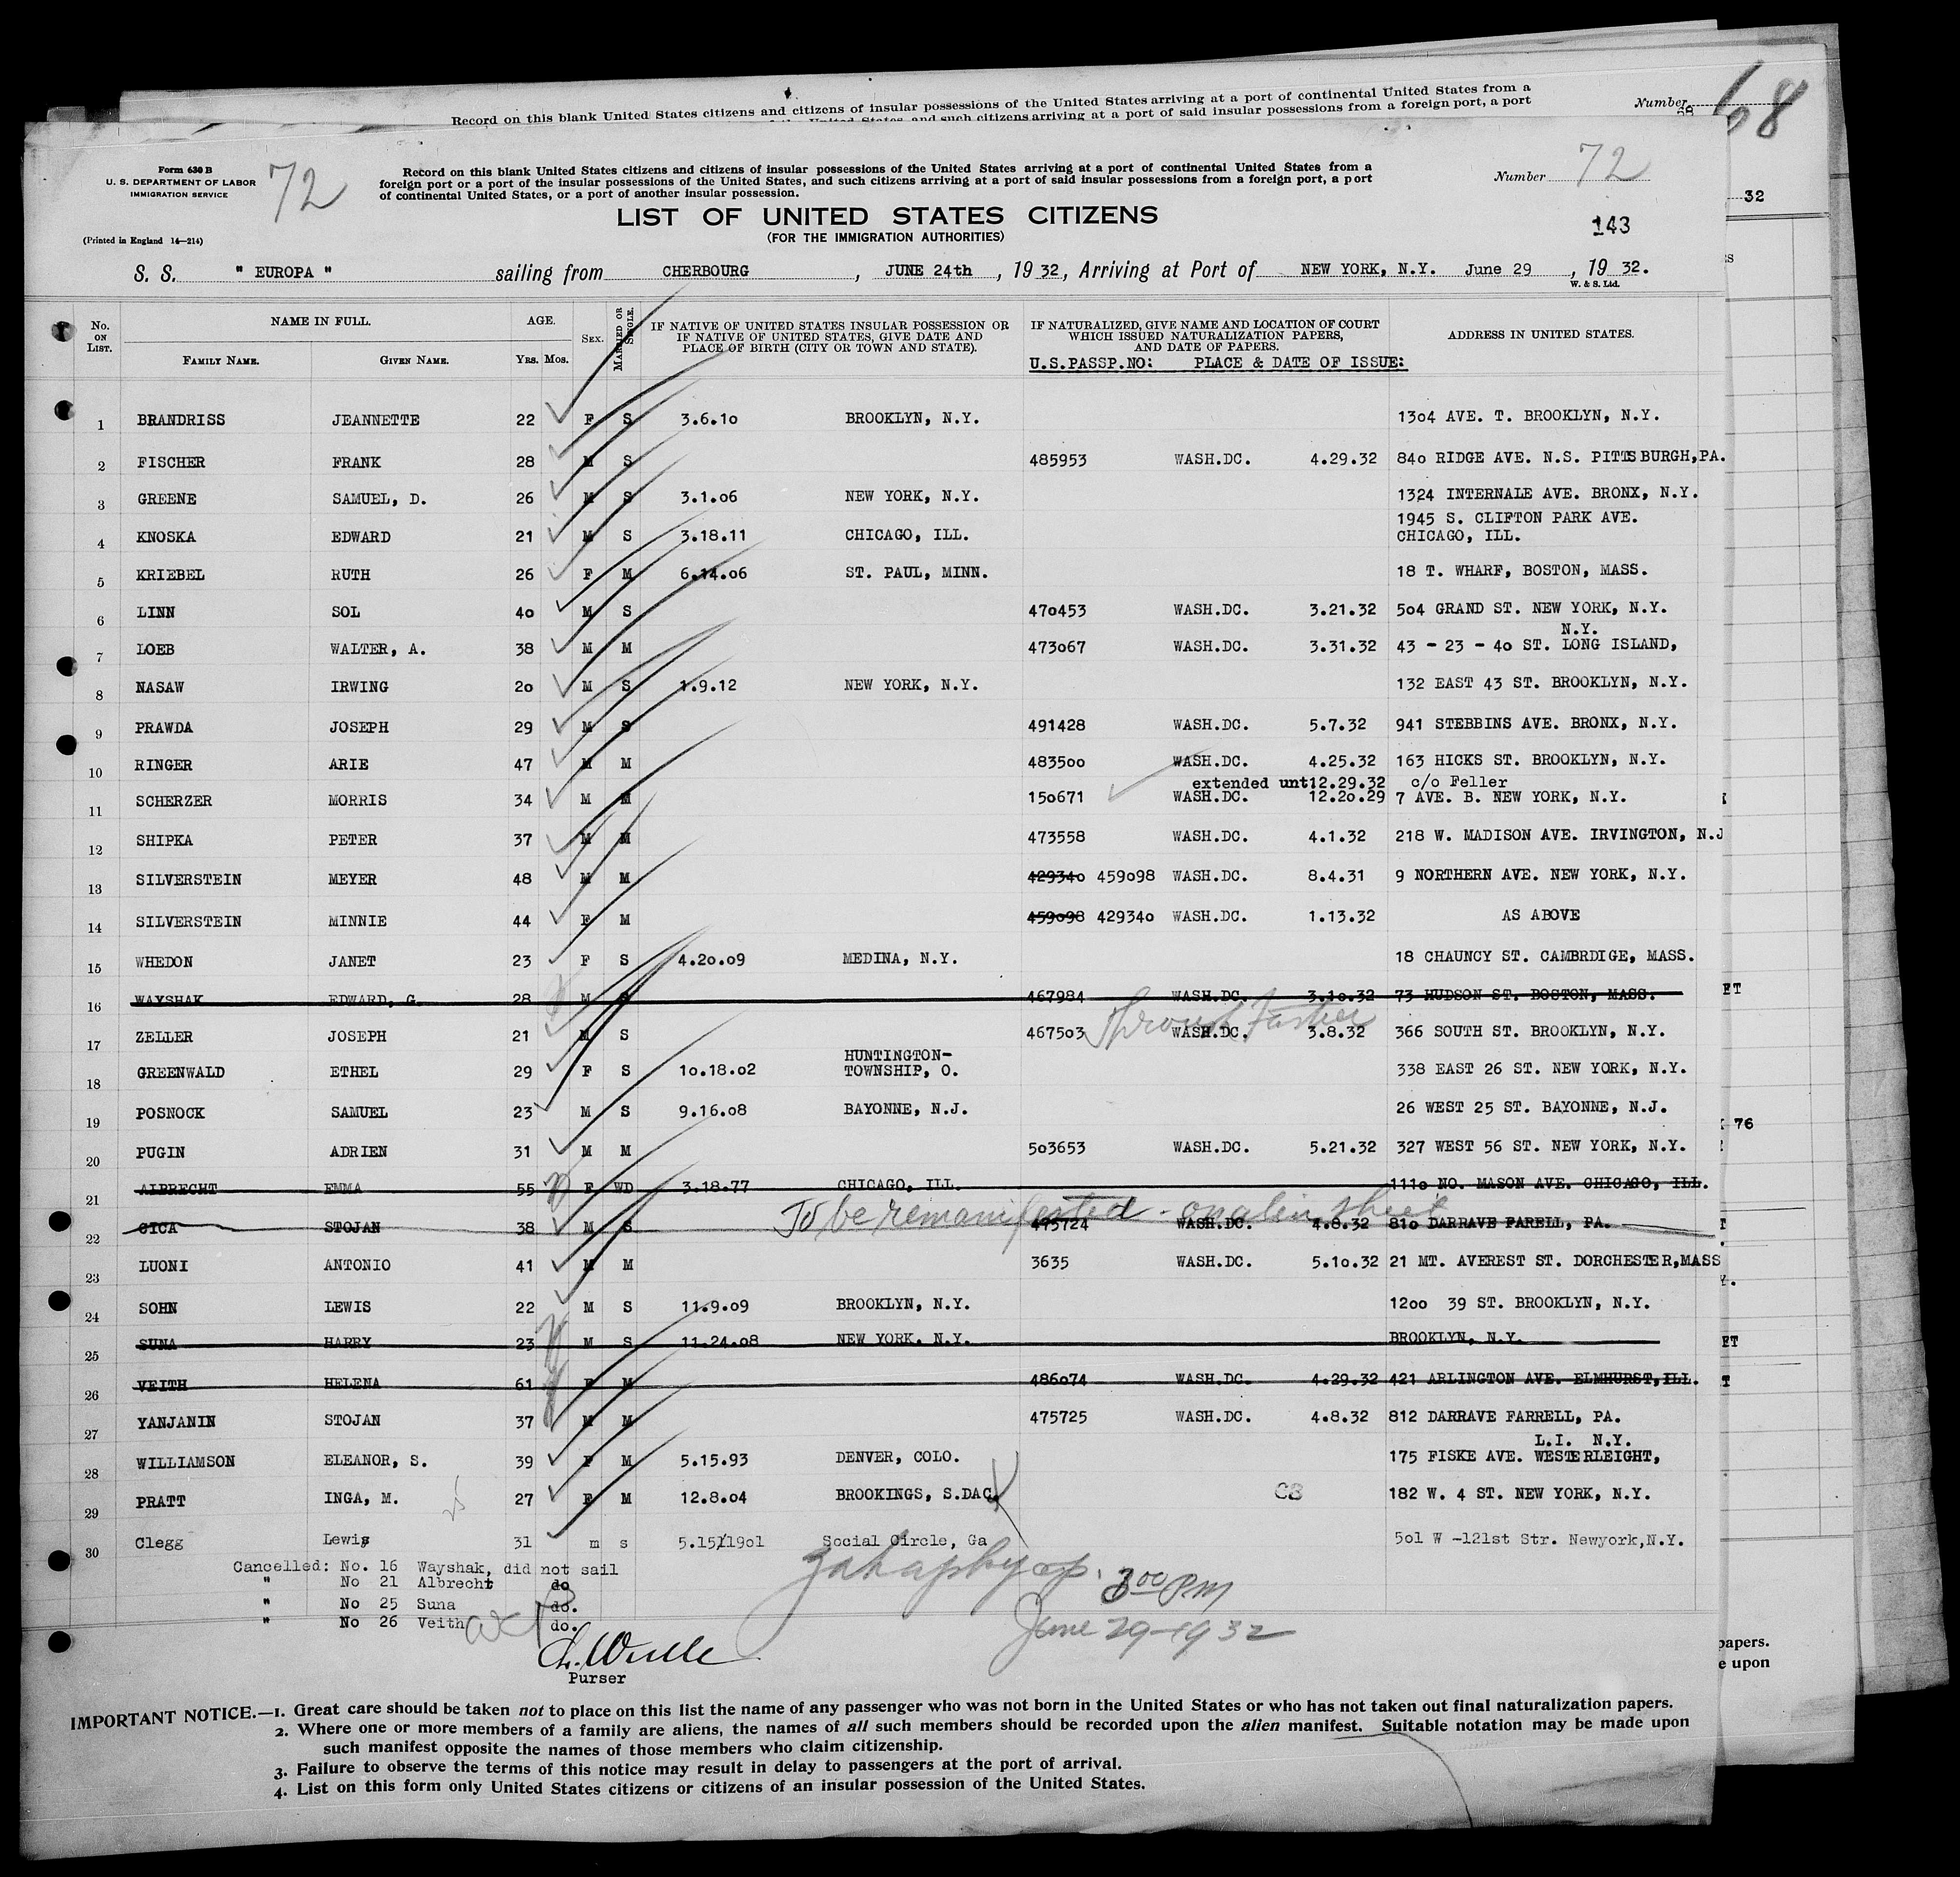 Record on this blank United States citizens and citizens of insular possessions of the United States arriving at a port of continental United States from a
and such citizens arriving at a port of said insular possessions from a foreign port, a port
Number
68
68
32
Form 630 B
U. S. DEPARTMENT OF LABOR
IMMIGRATION SERVICE
72
Record on this blank United States citizens and citizens of insular possessions of the United States arriving at a port of continental United States from a
foreign port or a port of the insular possessions of the United States, and such citizens arriving at a port of said insular possessions from a foreign port, a port
of continental United States, or a port of another insular possession.
Number 72
LIST OF UNITED STATES CITIZENS
(FOR THE IMMIGRATION AUTHORITIES)
143
(Printed in England 14—214)
S. S. " EUROPA " sailing from CHERBOURG, JUNE 24th, 19 32, Arriving at Port of NEW YORK, N.Y. June 29, 19 32.
W. & S. Ltd.
No. ON LIST. NAME IN FULL. AGE. SEX. MARRIED OR SINGLE. IF NATIVE OF UNITED STATES INSULAR POSSESSION OR IF NATIVE OF UNITED STATES, GIVE DATE AND PLACE OF BIRTH (CITY OR TOWN AND STATE). IF NATURALIZED, GIVE NAME AND LOCATION OF COURT WHICH ISSUED NATURALIZATION PAPERS, AND DATE OF PAPERS. ADDRESS IN UNITED STATES.
FAMILY NAME. GIVEN NAME. YRS. MOS.
U.S.PASSP.NO: PLACE & DATE OF ISSUE:
1 BRANDRISS JEANNETTE 22 F S 3.6.10 BROOKLYN, N.Y. 1304 AVE. T. BROOKLYN, N.Y.
2 FISCHER FRANK 28 M S 485953 WASH.DC. 4.29.32 840 RIDGE AVE. N.S. PITTSBURGH,PA.
3 GREENE SAMUEL, D. 26 M S 3.1.06 NEW YORK, N.Y. 1324 INTERNALE AVE. BRONX, N.Y.
1945 S. CLIFTON PARK AVE.
4 KNOSKA EDWARD 21 M S 3.18.11 CHICAGO, ILL. CHICAGO, ILL.
5 KRIEBEL RUTH 26 F M 6.14.06 ST. PAUL, MINN. 18 T. WHARF, BOSTON, MASS.
6 LINN SOL 40 M S 470453 WASH.DC. 3.21.32 504 GRAND ST. NEW YORK, N.Y.
N.Y.
7 LOEB WALTER, A. 38 M M 473067 WASH.DC. 3.31.32 43 - 23 - 40 ST. LONG ISLAND,
8 NASAW IRWING 20 M S 1.9.12 NEW YORK, N.Y. 132 EAST 43 ST. BROOKLYN, N.Y.
9 PRAWDA JOSEPH 29 M S 491428 WASH.DC. 5.7.32 941 STEBBINS AVE. BRONX, N.Y.
10 RINGER ARIE 47 M M 483500 WASH.DC. 4.25.32 163 HICKS ST. BROOKLYN, N.Y.
extended unt12.29.32 c/o Feller
11 SCHERZER MORRIS 34 M M 150671 WASH.DC. 12.20.29 7 AVE. B. NEW YORK, N.Y.
12 SHIPKA PETER 37 M M 473558 WASH.DC. 4.1.32 218 W. MADISON AVE. IRVINGTON, N.J
13 SILVERSTEIN MEYER 48 M M 429340 459098 WASH.DC. 8.4.31 9 NORTHERN AVE. NEW YORK, N.Y.
14 SILVERSTEIN MINNIE 44 F M 459098 429340 WASH.DC. 1.13.32 AS ABOVE
15 WHEDON JANET 23 F S 4.20.09 MEDINA, N.Y. 18 CHAUNCY ST. CAMBRDIGE, MASS.
16 WAYSHAK EDWARD, G. 28 M S 467984 WASH.DC. 3.10.32 73 HUDSON ST. BOSTON, MASS.
Through Father
17 ZELLER JOSEPH 21 M S 467503 WASH.DC. 3.8.32 366 SOUTH ST. BROOKLYN, N.Y.
HUNTINGTON-
18 GREENWALD ETHEL 29 F S 10.18.02 TOWNSHIP, O. 338 EAST 26 ST. NEW YORK, N.Y.
19 POSNOCK SAMUEL 23 M S 9.16.08 BAYONNE, N.J. 26 WEST 25 ST. BAYONNE, N.J.
20 PUGIN ADRIEN 31 M M 503653 WASH.DC. 5.21.32 327 WEST 56 ST. NEW YORK, N.Y.
21 ALBRECHT EMMA 55 F WD 3.18.77 CHICAGO, ILL. 1110 NO. MASON AVE. CHICAGO, ILL.
To be remanifested - on alien sheet
22 CICA STOJAN 38 M S 475724 WASH.DC. 4.8.32 810 DARRAVE FARELL, PA.
23 LUONI ANTONIO 41 M M 3635 WASH.DC. 5.10.32 21 MT. AVEREST ST. DORCHESTER,MASS
24 SOHN LEWIS 22 M S 11.9.09 BROOKLYN, N.Y. 1200 39 ST. BROOKLYN, N.Y.
25 SUNA HARRY 23 M S 11.24.08 NEW YORK. N.Y. BROOKLYN, N.Y.
26 VEITH HELENA 61 F M 486074 WASH.DC. 4.29.32 421 ARLINGTON AVE. ELMHURST,ILL.
27 YANJANIN STOJAN 37 M M 475725 WASH.DC. 4.8.32 812 DARRAVE FARRELL, PA.
L.I. N.Y.
28 WILLIAMSON ELEANOR, S. 39 F M 5.15.93 DENVER, COLO. 175 FISKE AVE. WESTERLEIGHT,
29 PRATT INGA, M. 27 F M 12.8.04 BROOKINGS, S.DAC. CB 182 W. 4 ST. NEW YORK, N.Y.
30 Clegg Lewis 31 m s 5.15.1901 Social Circle, Ga 501 W -121st Str. Newyork,N.Y.
Cancelled: No. 16 Wayshak, did not sail
" No 21 Albrecht do
" No 25 Suna do.
" No 26 Veith do.
3 00 PM
June 29-1932
Purser
76
papers.
e upon
IMPORTANT NOTICE.—1. Great care should be taken not to place on this list the name of any passenger who was not born in the United States or who has not taken out final naturalization papers.
2. Where one or more members of a family are aliens, the names of all such members should be recorded upon the alien manifest. Suitable notation may be made upon
such manifest opposite the names of those members who claim citizenship.
3. Failure to observe the terms of this notice may result in delay to passengers at the port of arrival.
4. List on this form only United States citizens or citizens of an insular possession of the United States.